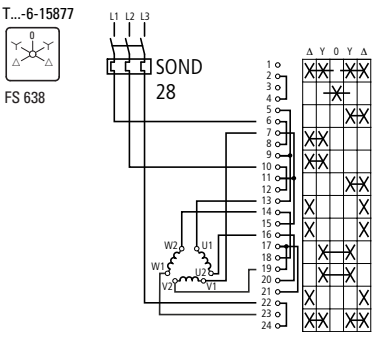 T...-6-15877
0
Y Y
Δ Δ
FS 638
L1 L2 L3
SOND
28
Δ Y 0 Y Δ
1
2
3
4
5
6
7
8
9
10
11
12
13
14
15
16
17
18
19
20
21
22
23
24
W2 U1
W1 U2
V2 V1